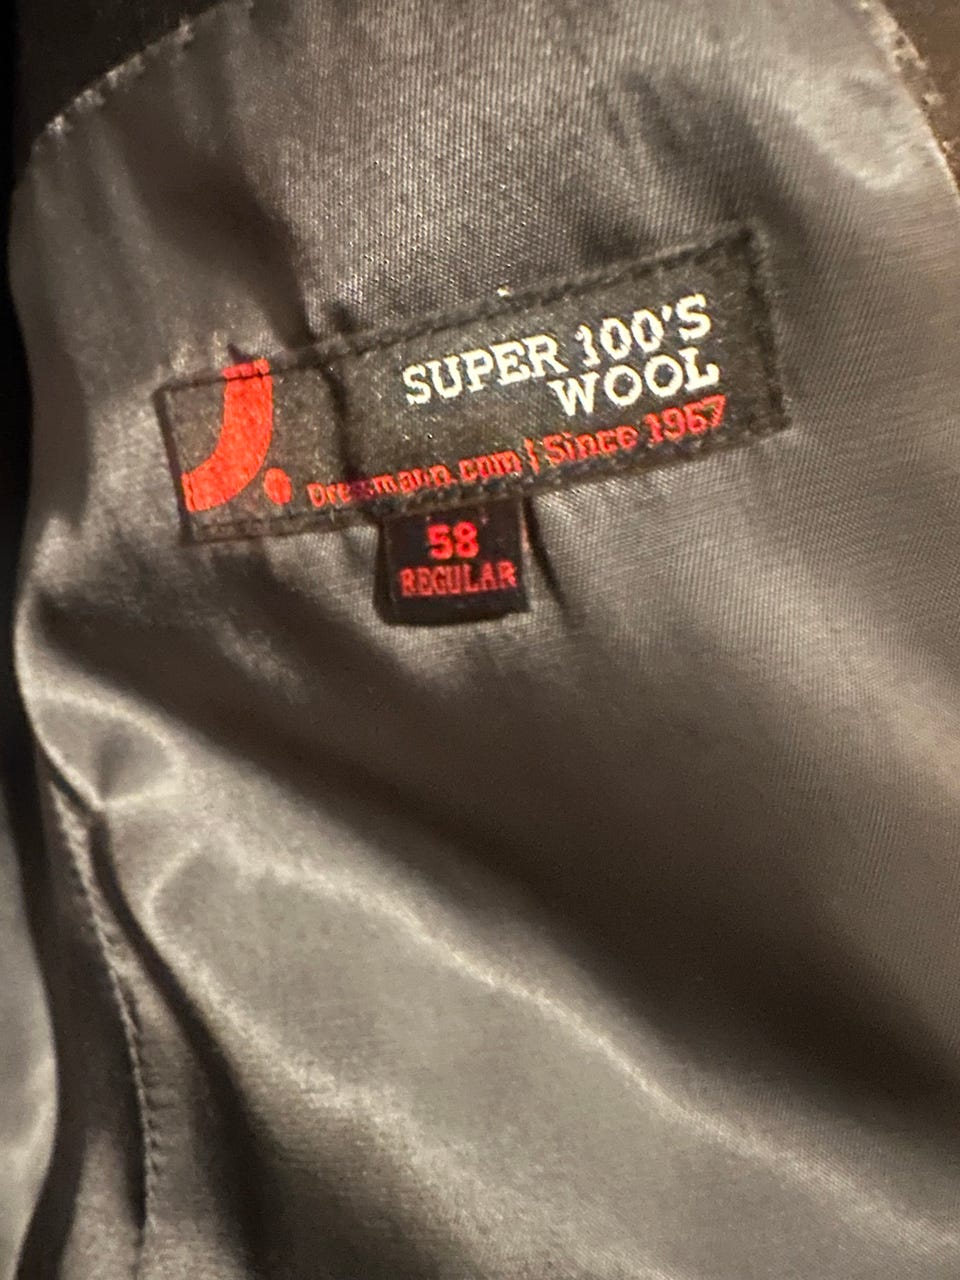 SUPER 100'S
WOOL
J.
Dressmann.com | Since 1967
58
REGULAR